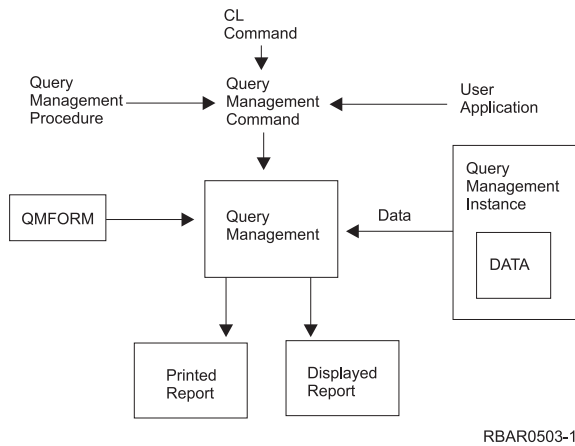 CL
Command
Query
Management
Procedure
Query
Management
Command
User
Application
QMFORM
Query
Management
Data
Query
Management
Instance
DATA
Printed
Report
Displayed
Report
RBAR0503-1